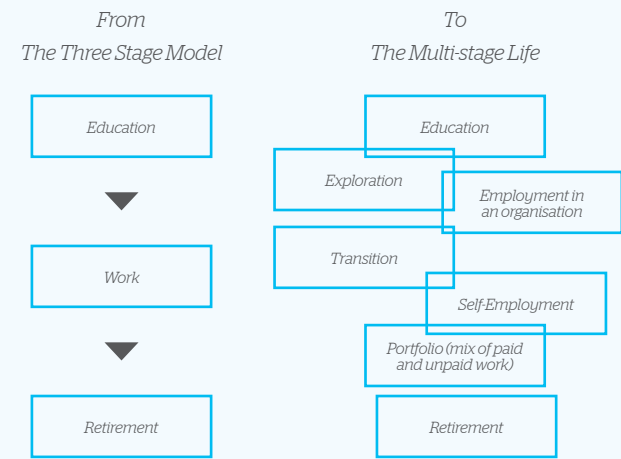 From
The Three Stage Model
Education
Work
Retirement
To
The Multi-stage Life
Education
Exploration
Employment in
an organisation
Transition
Self-Employment
Portfolio (mix of paid
and unpaid work)
Retirement